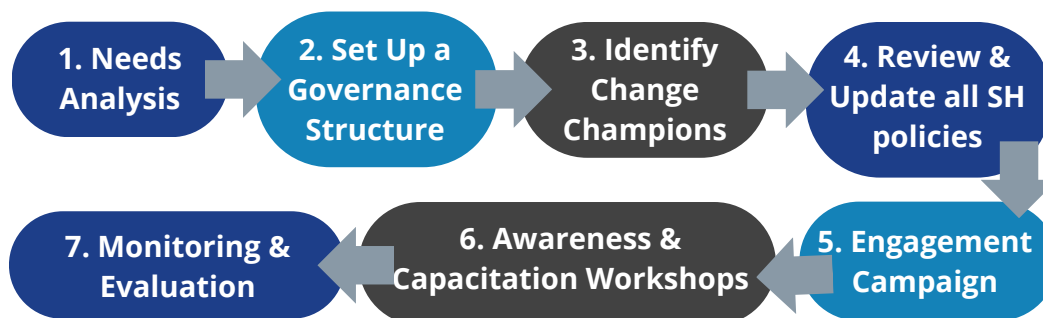 1. Needs
Analysis
2. Set Up a
Governance
Structure
3. Identify
Change
Champions
4. Review &
Update all SH
policies
5. Engagement
Campaign
6. Awareness &
Capacitation Workshops
7. Monitoring &
Evaluation